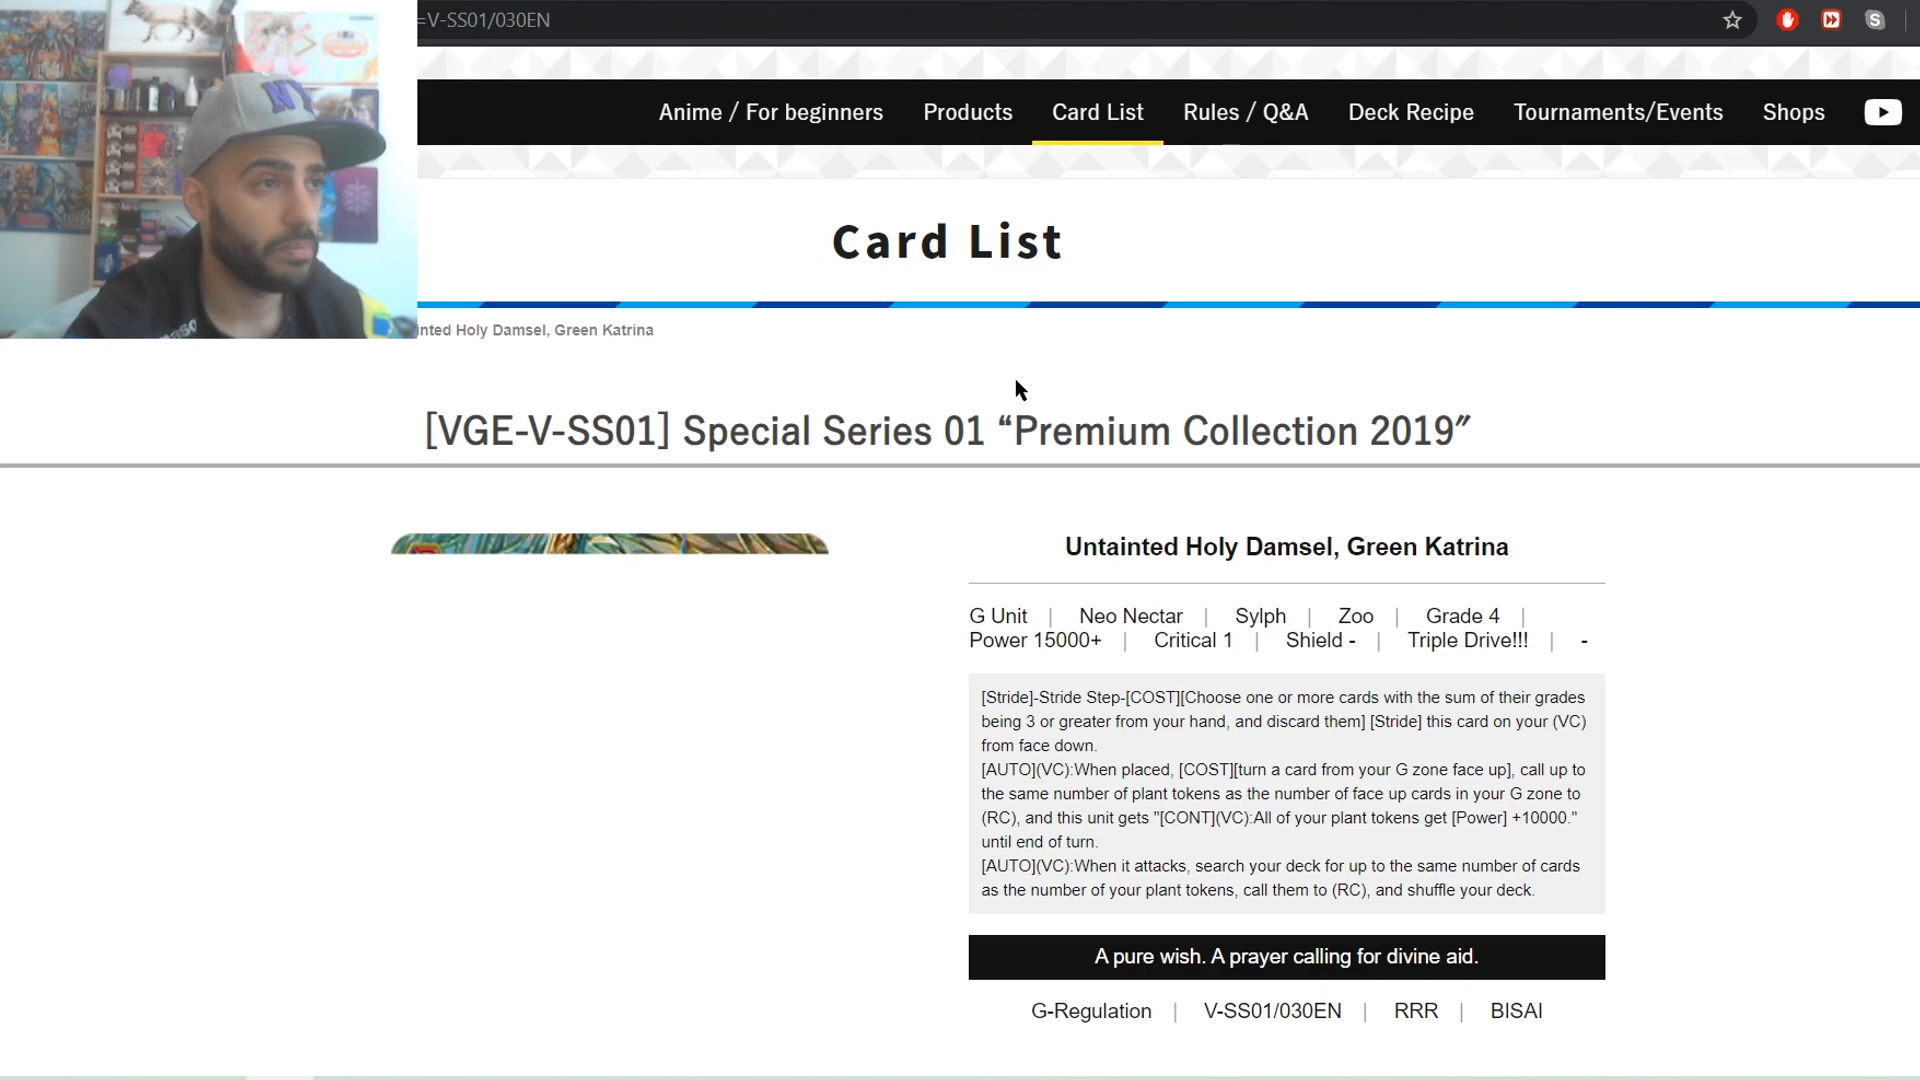 =V-SS01/030EN
S
NY
Anime / For beginners Products Card List Rules / Q&A Deck Recipe Tournaments/Events Shops
Card List
inted Holy Damsel, Green Katrina
[VGE-V-SS01] Special Series 01 “Premium Collection 2019”
Untainted Holy Damsel, Green Katrina
G Unit | Neo Nectar | Sylph | Zoo | Grade 4 |
Power 15000+ | Critical 1 | Shield - | Triple Drive!!! | -
[Stride]-Stride Step-[COST][Choose one or more cards with the sum of their grades
being 3 or greater from your hand, and discard them] [Stride] this card on your (VC)
from face down.
[AUTO](VC):When placed, [COST][turn a card from your G zone face up], call up to
the same number of plant tokens as the number of face up cards in your G zone to
(RC), and this unit gets "[CONT](VC):All of your plant tokens get [Power] +10000."
until end of turn.
[AUTO](VC):When it attacks, search your deck for up to the same number of cards
as the number of your plant tokens, call them to (RC), and shuffle your deck.
A pure wish. A prayer calling for divine aid.
G-Regulation | V-SS01/030EN | RRR | BISAI